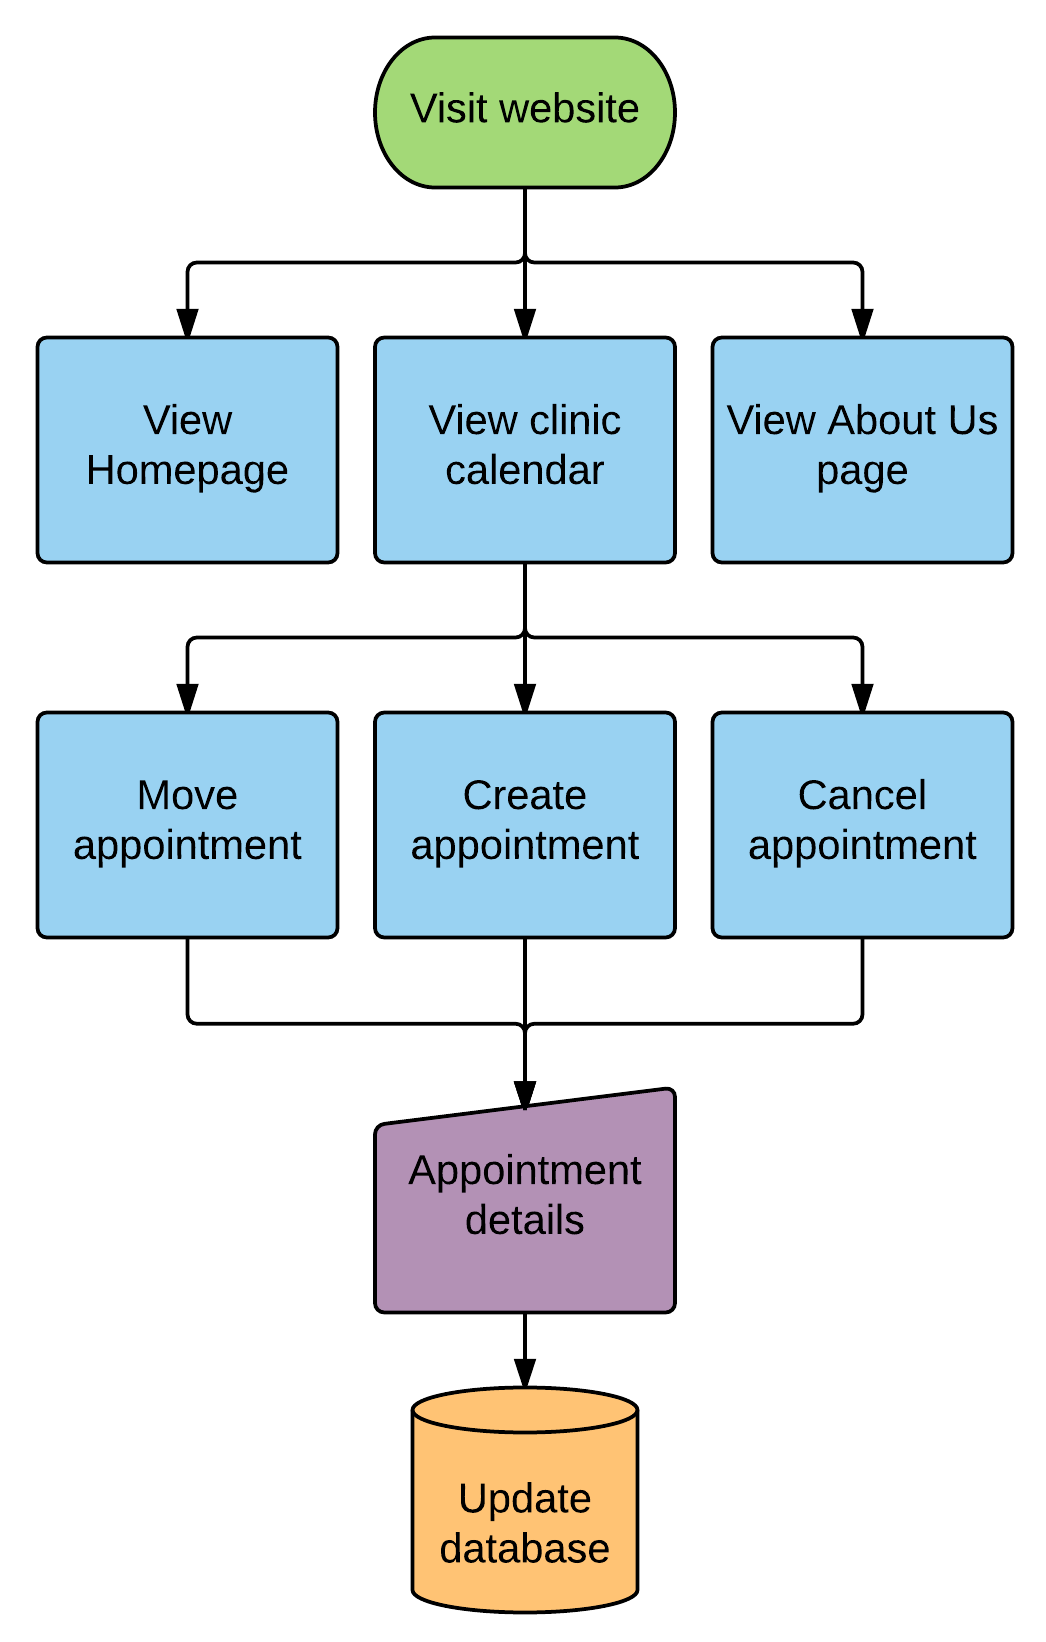 Visit website
View
Homepage
View clinic
calendar
View About Us
page
Move
appointment
Create
appointment
Cancel
appointment
Appointment
details
Update
database